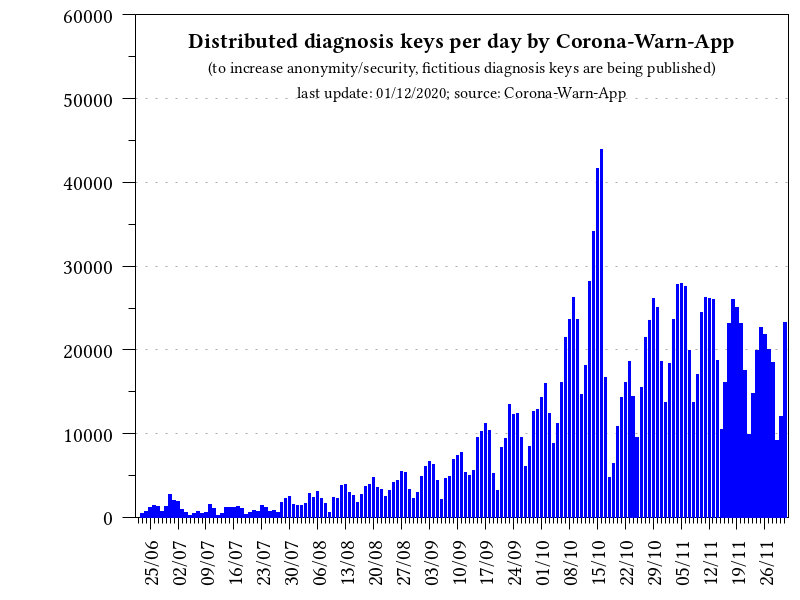 Distributed diagnosis keys per day by Corona-Warn-App
(to increase anonymity/security, fictitious diagnosis keys are being published)
last update: 01/12/2020; source: Corona-Warn-App
60000
50000
40000
30000
20000
10000
0
25/06 02/07 09/07 16/07 23/07 30/07 06/08 13/08 20/08 27/08 03/09 10/09 17/09 24/09 01/10 08/10 15/10 22/10 29/10 05/11 12/11 19/11 26/11